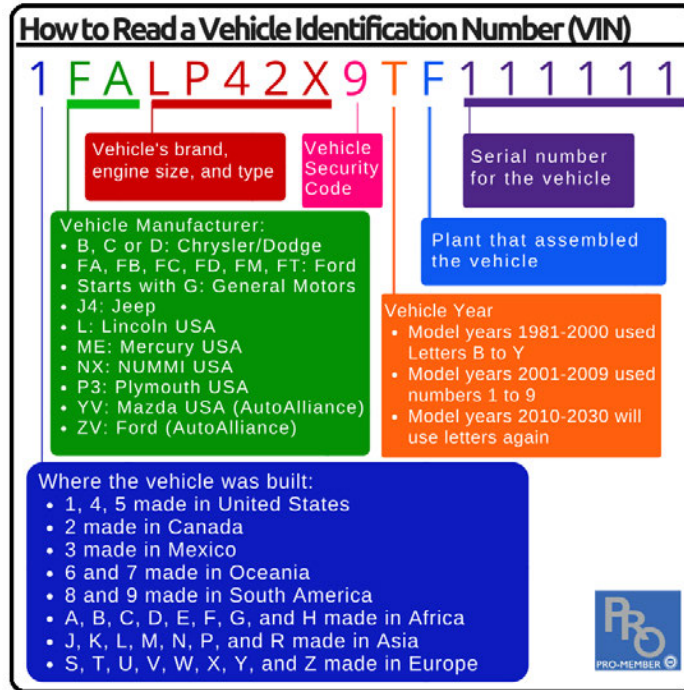 How to Read a Vehicle Identification Number (VIN)
1 F A L P 4 2 X 9 T F 1 1 1 1 1 1
Vehicle's brand,
engine size, and type
Vehicle
Security
Code
Serial number
for the vehicle
Vehicle Manufacturer:
• B, C or D: Chrysler/Dodge
• FA, FB, FC, FD, FM, FT: Ford
• Starts with G: General Motors
• J4: Jeep
• L: Lincoln USA
• ME: Mercury USA
• NX: NUMMI USA
• P3: Plymouth USA
• YV: Mazda USA (AutoAlliance)
• ZV: Ford (AutoAlliance)
Plant that assembled
the vehicle
Vehicle Year
• Model years 1981-2000 used
Letters B to Y
• Model years 2001-2009 used
numbers 1 to 9
• Model years 2010-2030 will
use letters again
Where the vehicle was built:
• 1, 4, 5 made in United States
• 2 made in Canada
• 3 made in Mexico
• 6 and 7 made in Oceania
• 8 and 9 made in South America
• A, B, C, D, E, F, G, and H made in Africa
• J, K, L, M, N, P, and R made in Asia
• S, T, U, V, W, X, Y, and Z made in Europe
PRO
PRO-MEMBER